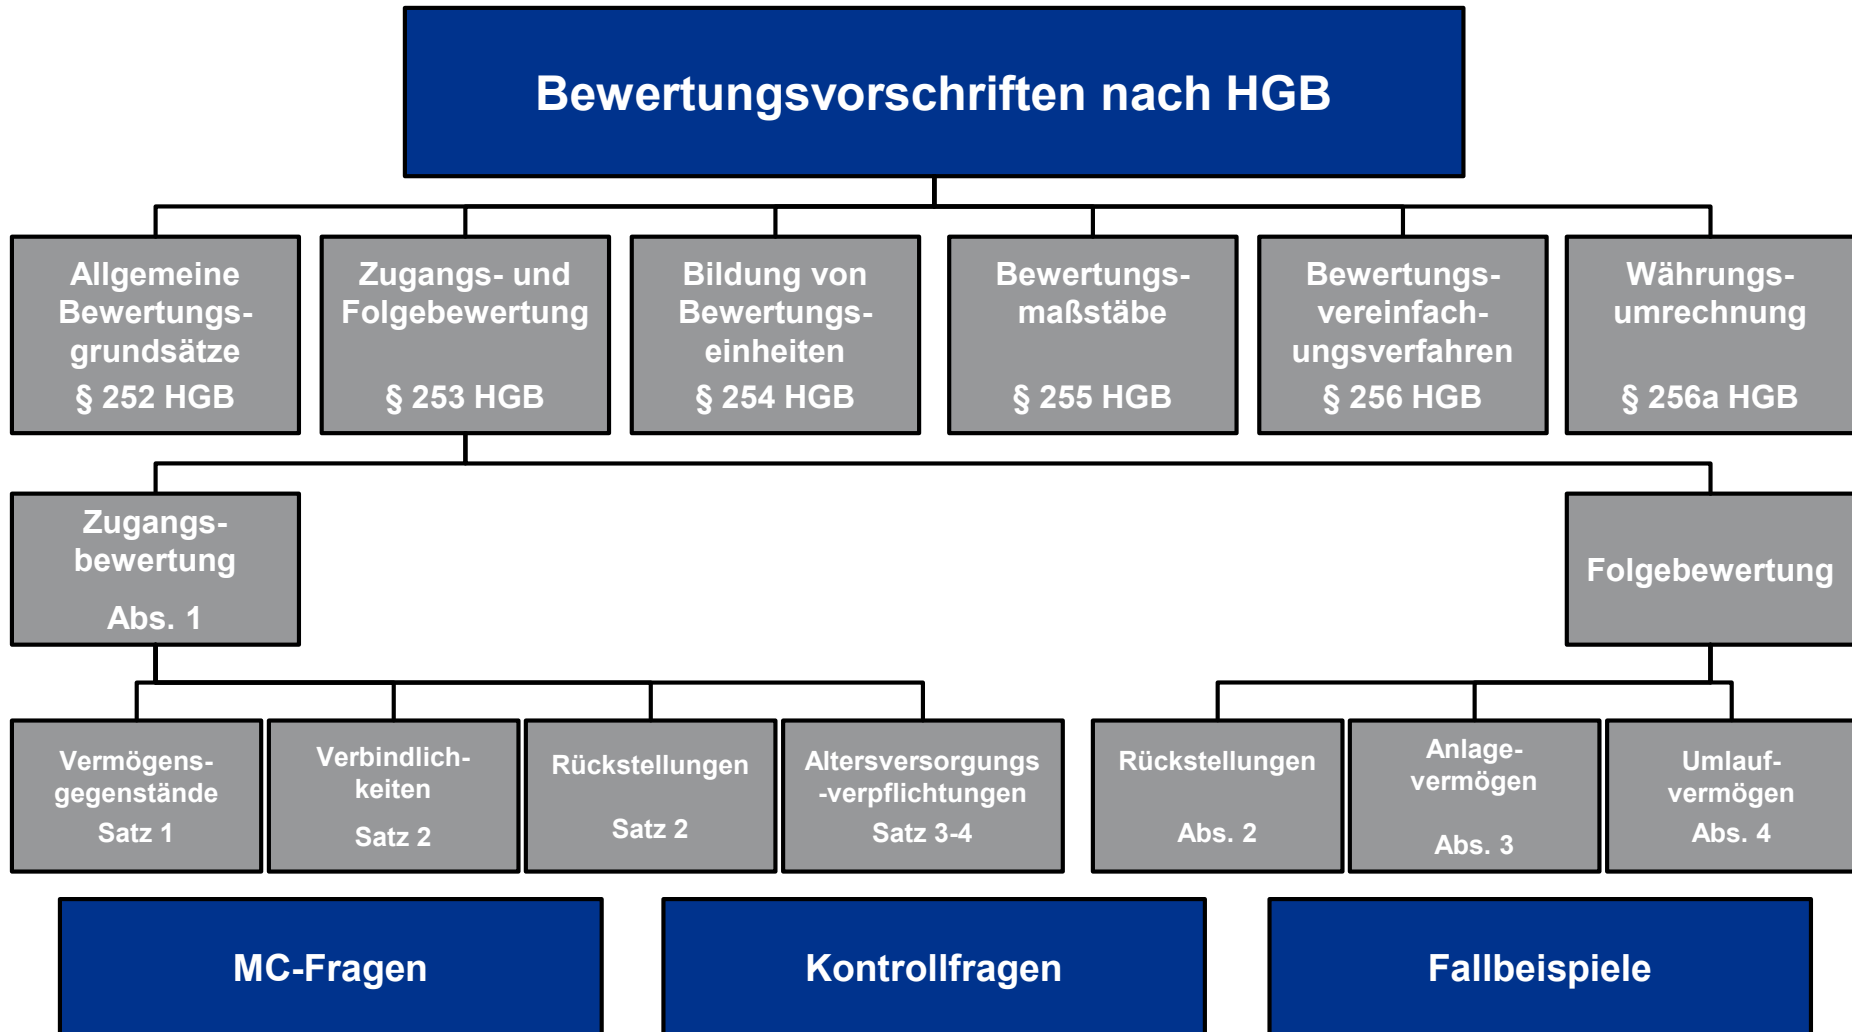 Bewertungsvorschriften nach HGB
Allgemeine
Bewertungs-
grundsätze
§ 252 HGB
Zugangs- und
Folgebewertung
§ 253 HGB
Bildung von
Bewertungs-
einheiten
§ 254 HGB
Bewertungs-
maßstäbe
§ 255 HGB
Bewertungs-
vereinfach-
ungsverfahren
§ 256 HGB
Währungs-
umrechnung
§ 256a HGB
Zugangs-
bewertung
Abs. 1
Folgebewertung
Vermögens-
gegenstände
Satz 1
Verbindlich-
keiten
Satz 2
Rückstellungen
Satz 2
Altersversorgungs
-verpflichtungen
Satz 3-4
Rückstellungen
Abs. 2
Anlage-
vermögen
Abs. 3
Umlauf-
vermögen
Abs. 4
MC-Fragen
Kontrollfragen
Fallbeispiele